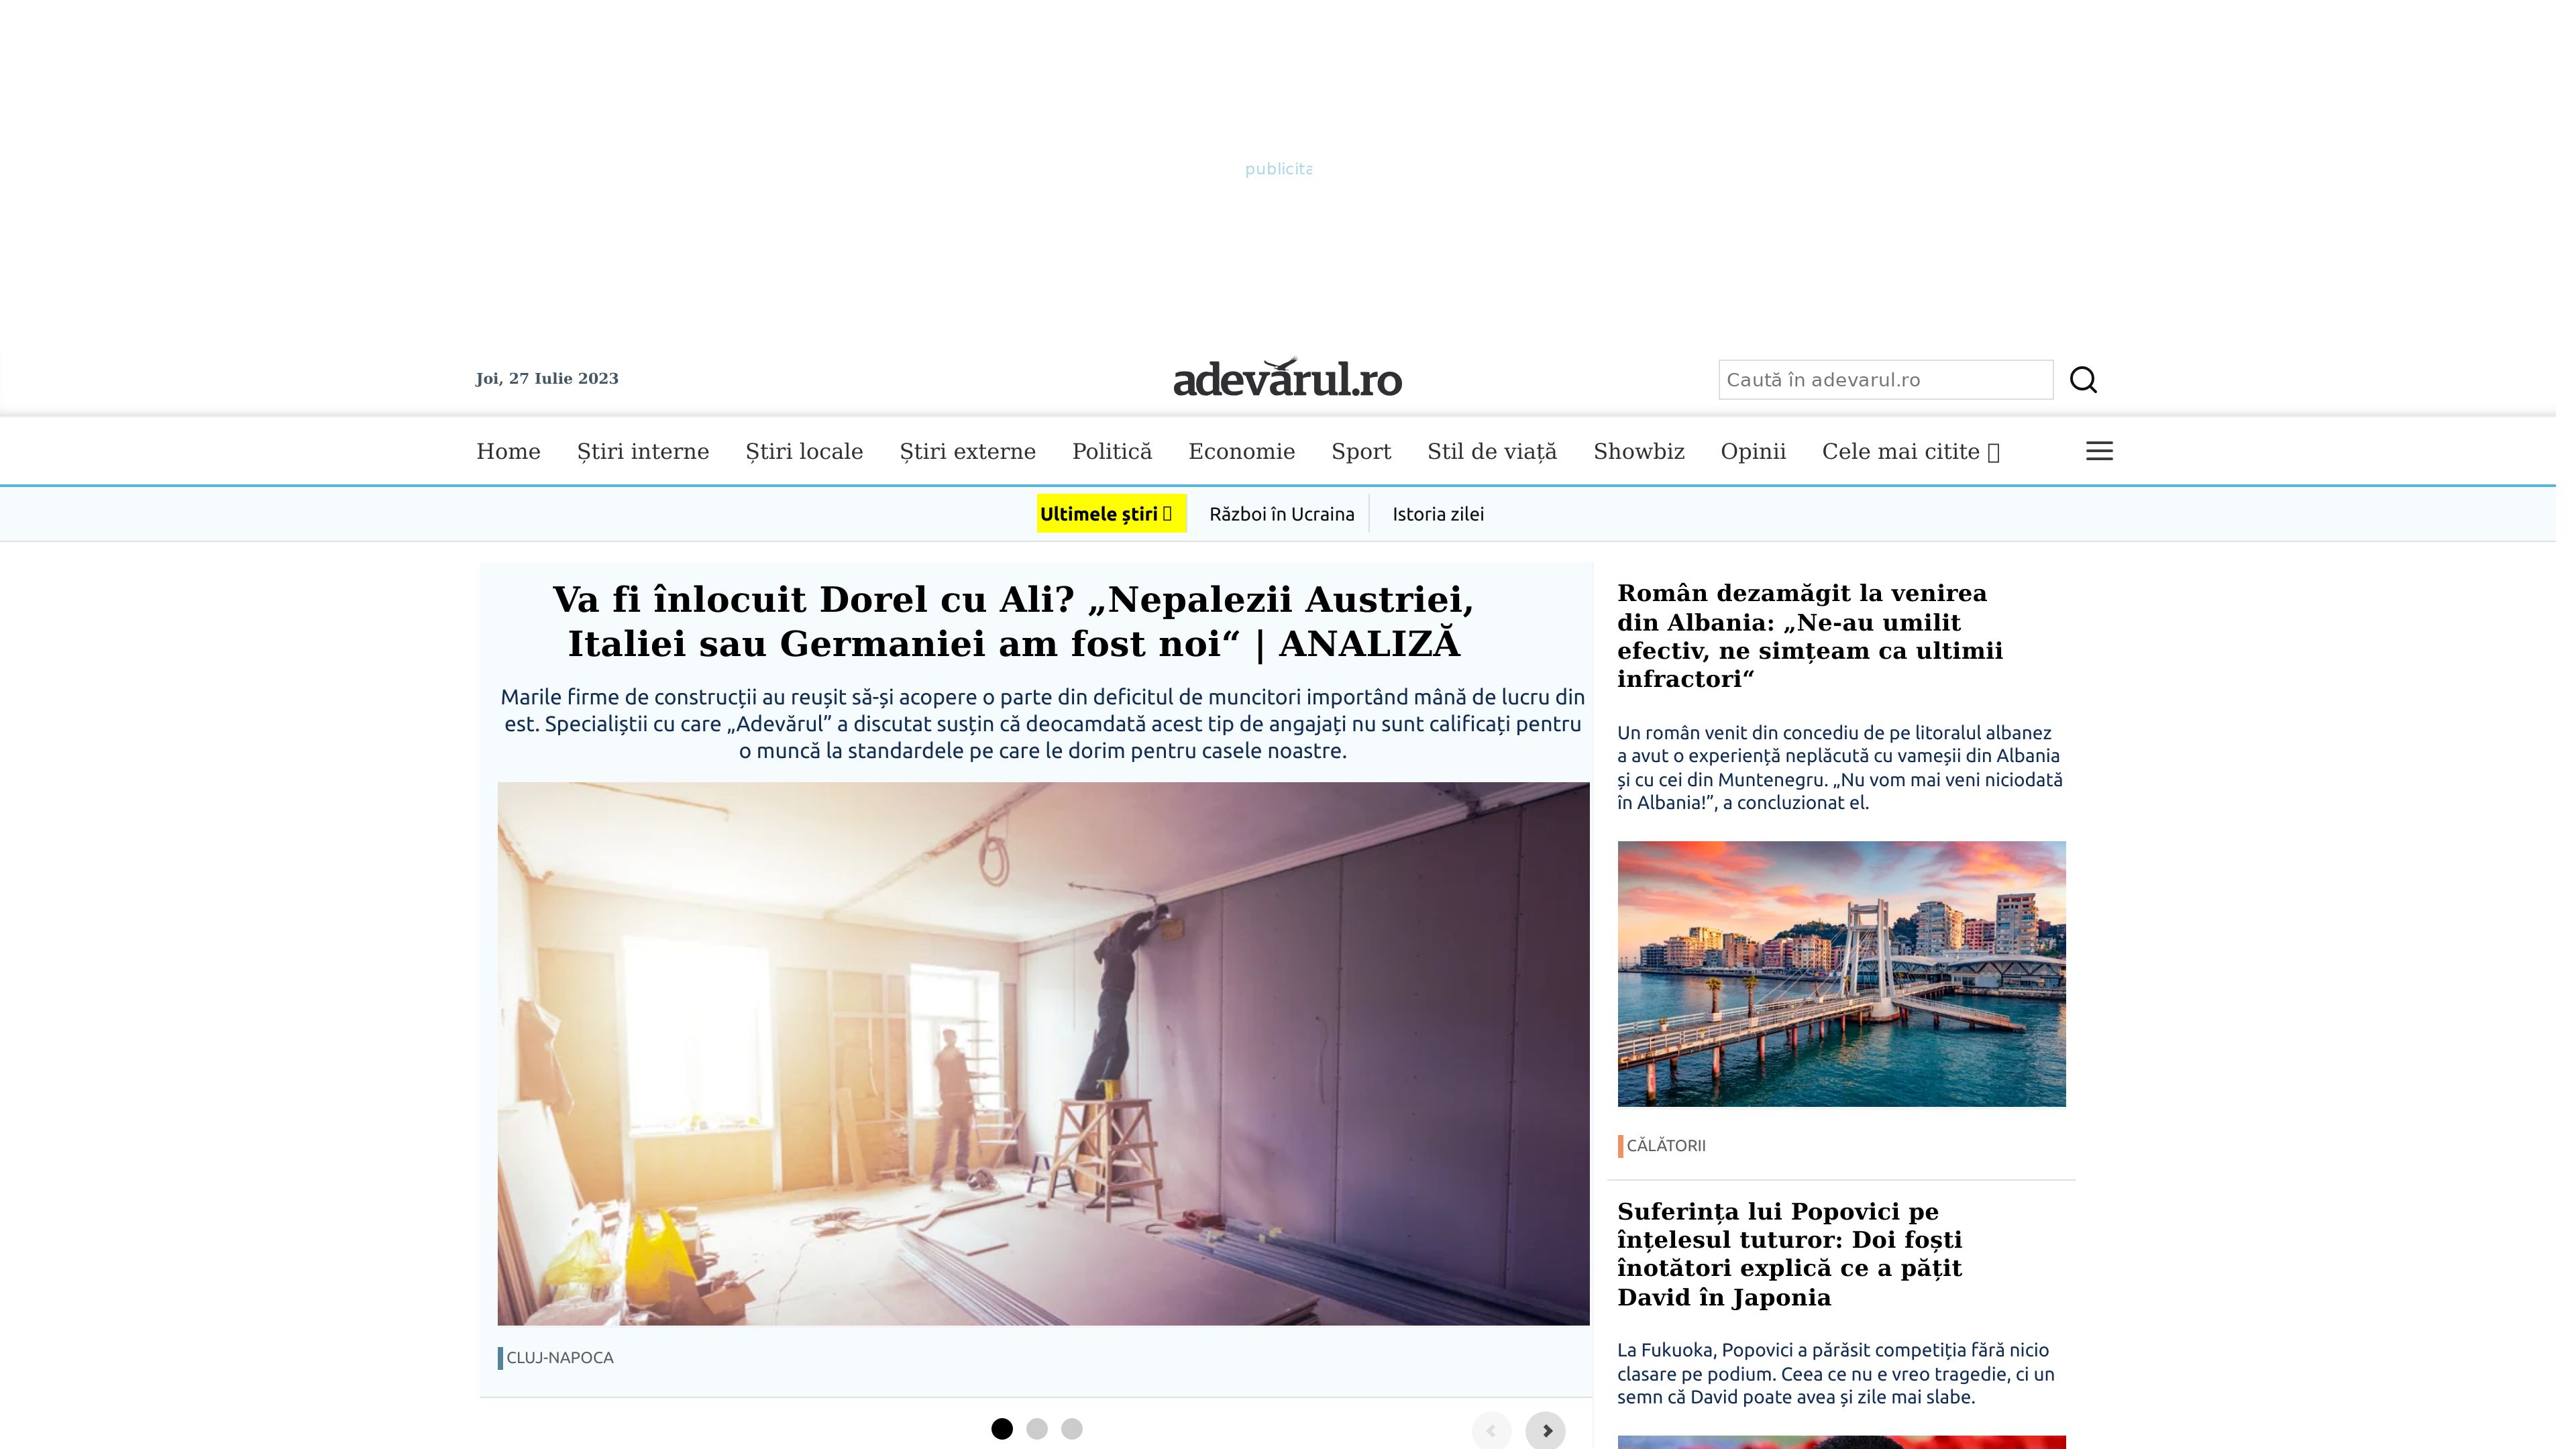 publicita
Joi, 27 Iulie 2023
adevărul.ro
Caută în adevarul.ro
Home Știri interne Știri locale Știri externe Politică Economie Sport Stil de viață Showbiz Opinii Cele mai citite
Ultimele știri Război în Ucraina Istoria zilei
Va fi înlocuit Dorel cu Ali? „Nepalezii Austriei,
Italiei sau Germaniei am fost noi“ | ANALIZĂ
Marile firme de construcții au reușit să-și acopere o parte din deficitul de muncitori importând mână de lucru din
est. Specialiștii cu care „Adevărul” a discutat susțin că deocamdată acest tip de angajați nu sunt calificați pentru
o muncă la standardele pe care le dorim pentru casele noastre.
CLUJ-NAPOCA
Român dezamăgit la venirea
din Albania: „Ne-au umilit
efectiv, ne simțeam ca ultimii
infractori“
Un român venit din concediu de pe litoralul albanez
a avut o experiență neplăcută cu vameșii din Albania
și cu cei din Muntenegru. „Nu vom mai veni niciodată
în Albania!”, a concluzionat el.
CĂLĂTORII
Suferința lui Popovici pe
înțelesul tuturor: Doi foști
înotători explică ce a pățit
David în Japonia
La Fukuoka, Popovici a părăsit competiția fără nicio
clasare pe podium. Ceea ce nu e vreo tragedie, ci un
semn că David poate avea și zile mai slabe.